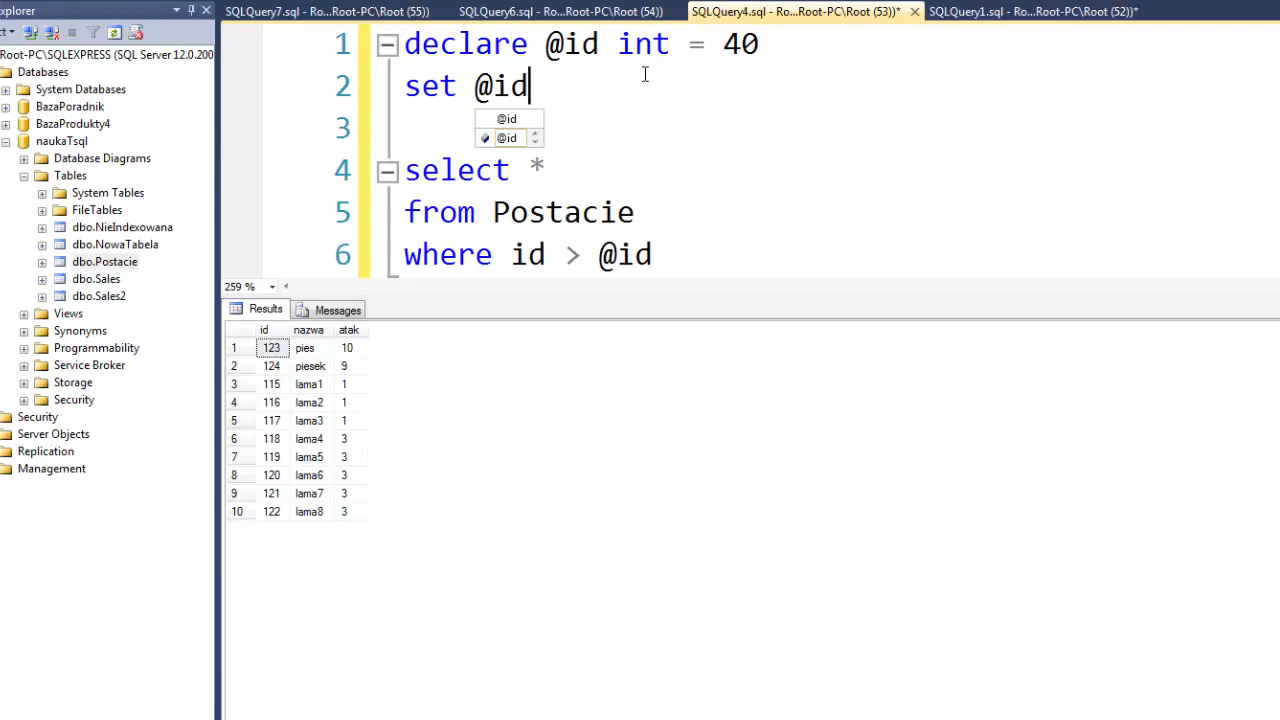 SQLQuery7.sql - Ro...Root-PC\Root (55))
SQLQuery6.sql - Ro...Root-PC\Root (54))
SQLQuery4.sql - Ro...Root-PC\Root (53))*
SQLQuery1.sql - Ro...Root-PC\Root (52))*
xplorer
ct
Root-PC\SQLEXPRESS (SQL Server 12.0.200
Databases
System Databases
BazaPoradnik
BazaProdukty4
naukaTsql
Database Diagrams
Tables
System Tables
FileTables
dbo.NieIndexowana
dbo.NowaTabela
dbo.Postacie
dbo.Sales
dbo.Sales2
Views
Synonyms
Programmability
Service Broker
Storage
Security
Security
Server Objects
Replication
Management
1 declare @id int = 40
2 set @id
@id
@id
3
4 select *
5 from Postacie
6 where id > @id
259 %
Results Messages
id nazwa atak
1 123 pies 10
2 124 piesek 9
3 115 lama1 1
4 116 lama2 1
5 117 lama3 1
6 118 lama4 3
7 119 lama5 3
8 120 lama6 3
9 121 lama7 3
10 122 lama8 3